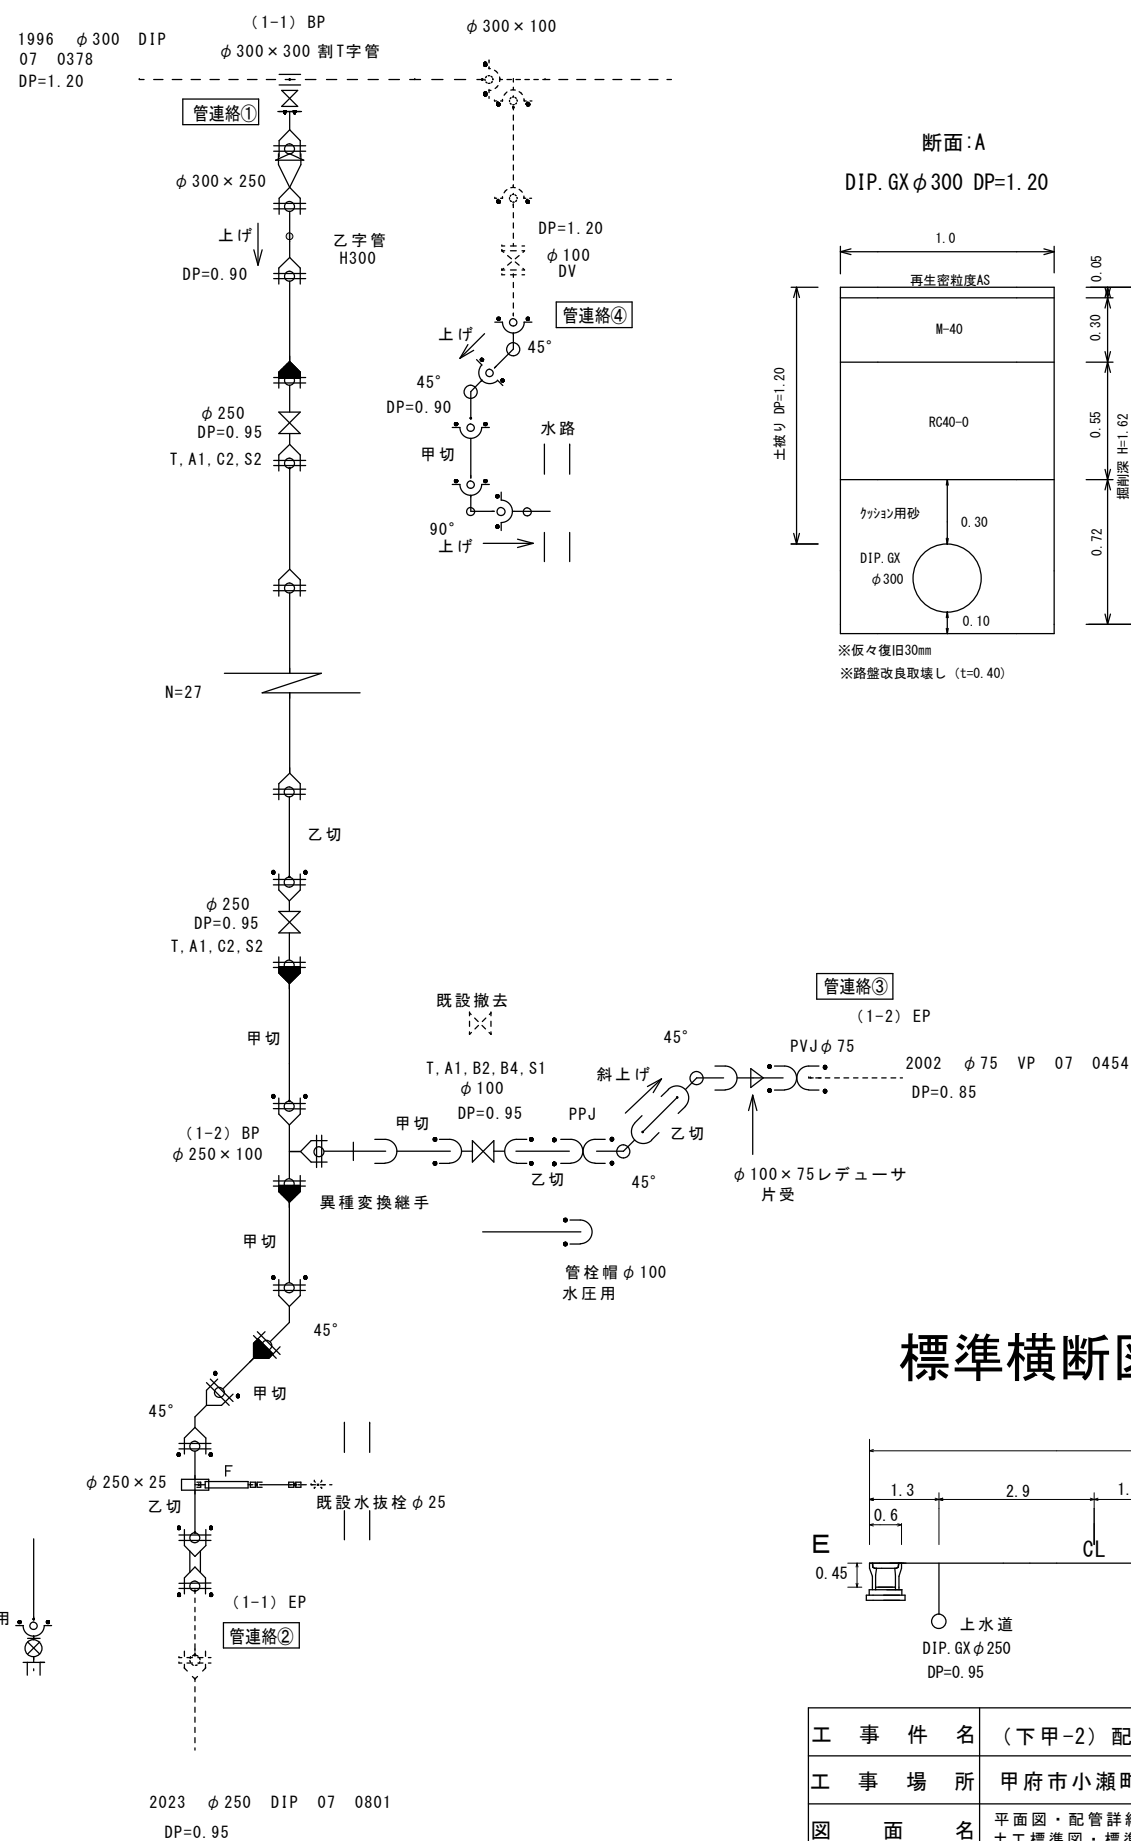 1996 φ300 DIP
07 0378
DP=1.20
(1-1) BP
φ300×300 割T字管
φ300×100
管連絡①
φ300×250
上げ
乙字管
H300
DP=0.90
DP=1.20
φ100
DV
管連絡④
上げ
45°
45°
DP=0.90
φ250
DP=0.95
T,A1,C2,S2
甲切
水路
90°
上げ
断面:A
DIP.GXφ300 DP=1.20
1.0
再生密粒度AS
0.05
M-40
0.30
土被り DP=1.20
RC40-0
0.55
掘削深 H=1.62
クッション用砂
0.30
0.72
DIP.GX
φ300
0.10
※仮々復旧30mm
※路盤改良取壊し (t=0.40)
N=27
乙切
φ250
DP=0.95
T,A1,C2,S2
甲切
既設撤去
T,A1,B2,B4,S1
φ100
DP=0.95
甲切
PPJ
斜上げ
45°
管連絡③
(1-2) EP
PVJφ75
2002 φ75 VP 07 0454
DP=0.85
(1-2) BP
φ250×100
乙切
45°
乙切
φ100×75レデューサ
片受
異種変換継手
甲切
管栓帽φ100
水圧用
45°
甲切
45°
φ250×25
F
乙切
既設水抜栓φ25
(1-1) EP
管連絡②
用
2023 φ250 DIP 07 0801
DP=0.95
標準横断図
1.3
2.9
1.
0.6
E
CL
0.45
上水道
DIP.GXφ250
DP=0.95
工事件名 (下甲-2) 配
工事場所 甲府市小瀬町
図面名 平面図・配管詳細
土工標準図・標準